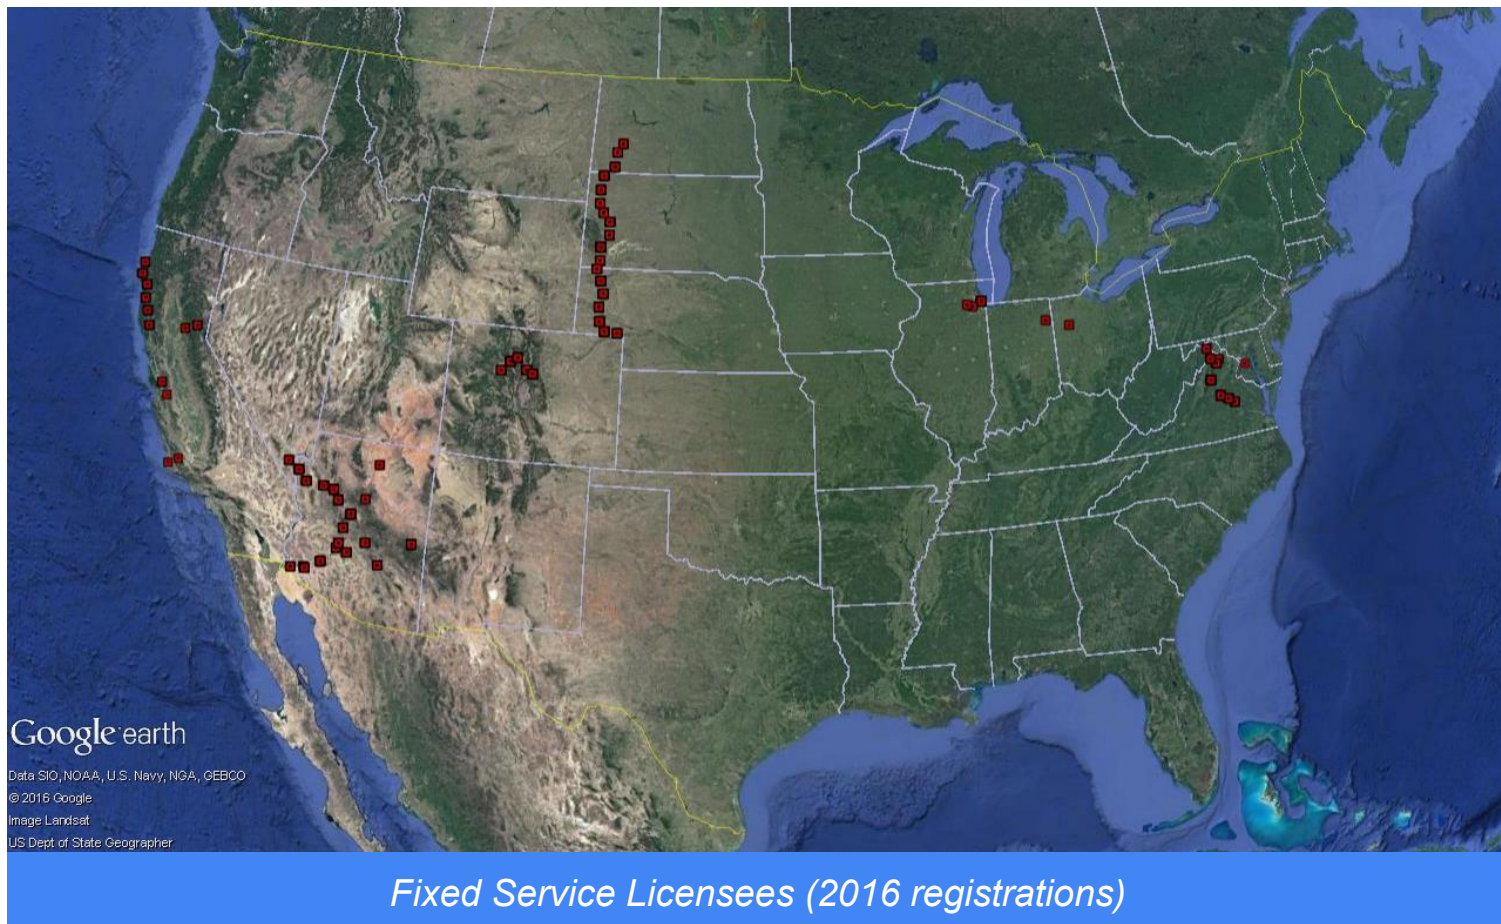 Google earth
Data SIO, NOAA, U.S. Navy, NGA, GEBCO
© 2016 Google
Image Landsat
US Dept of State Geographer
Fixed Service Licensees (2016 registrations)